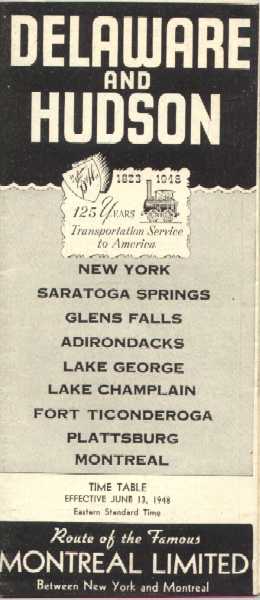 DELAWARE
AND
HUDSON
1823 - 1948
125 YEARS
Transportation Service
to America
NEW YORK
SARATOGA SPRINGS
GLENS FALLS
ADIRONDACKS
LAKE GEORGE
LAKE CHAMPLAIN
FORT TICONDEROGA
PLATTSBURG
MONTREAL
TIME TABLE
EFFECTIVE JUNE 13, 1948
Eastern Standard Time
Route of the Famous
MONTREAL LIMITED
Between New York and Montreal